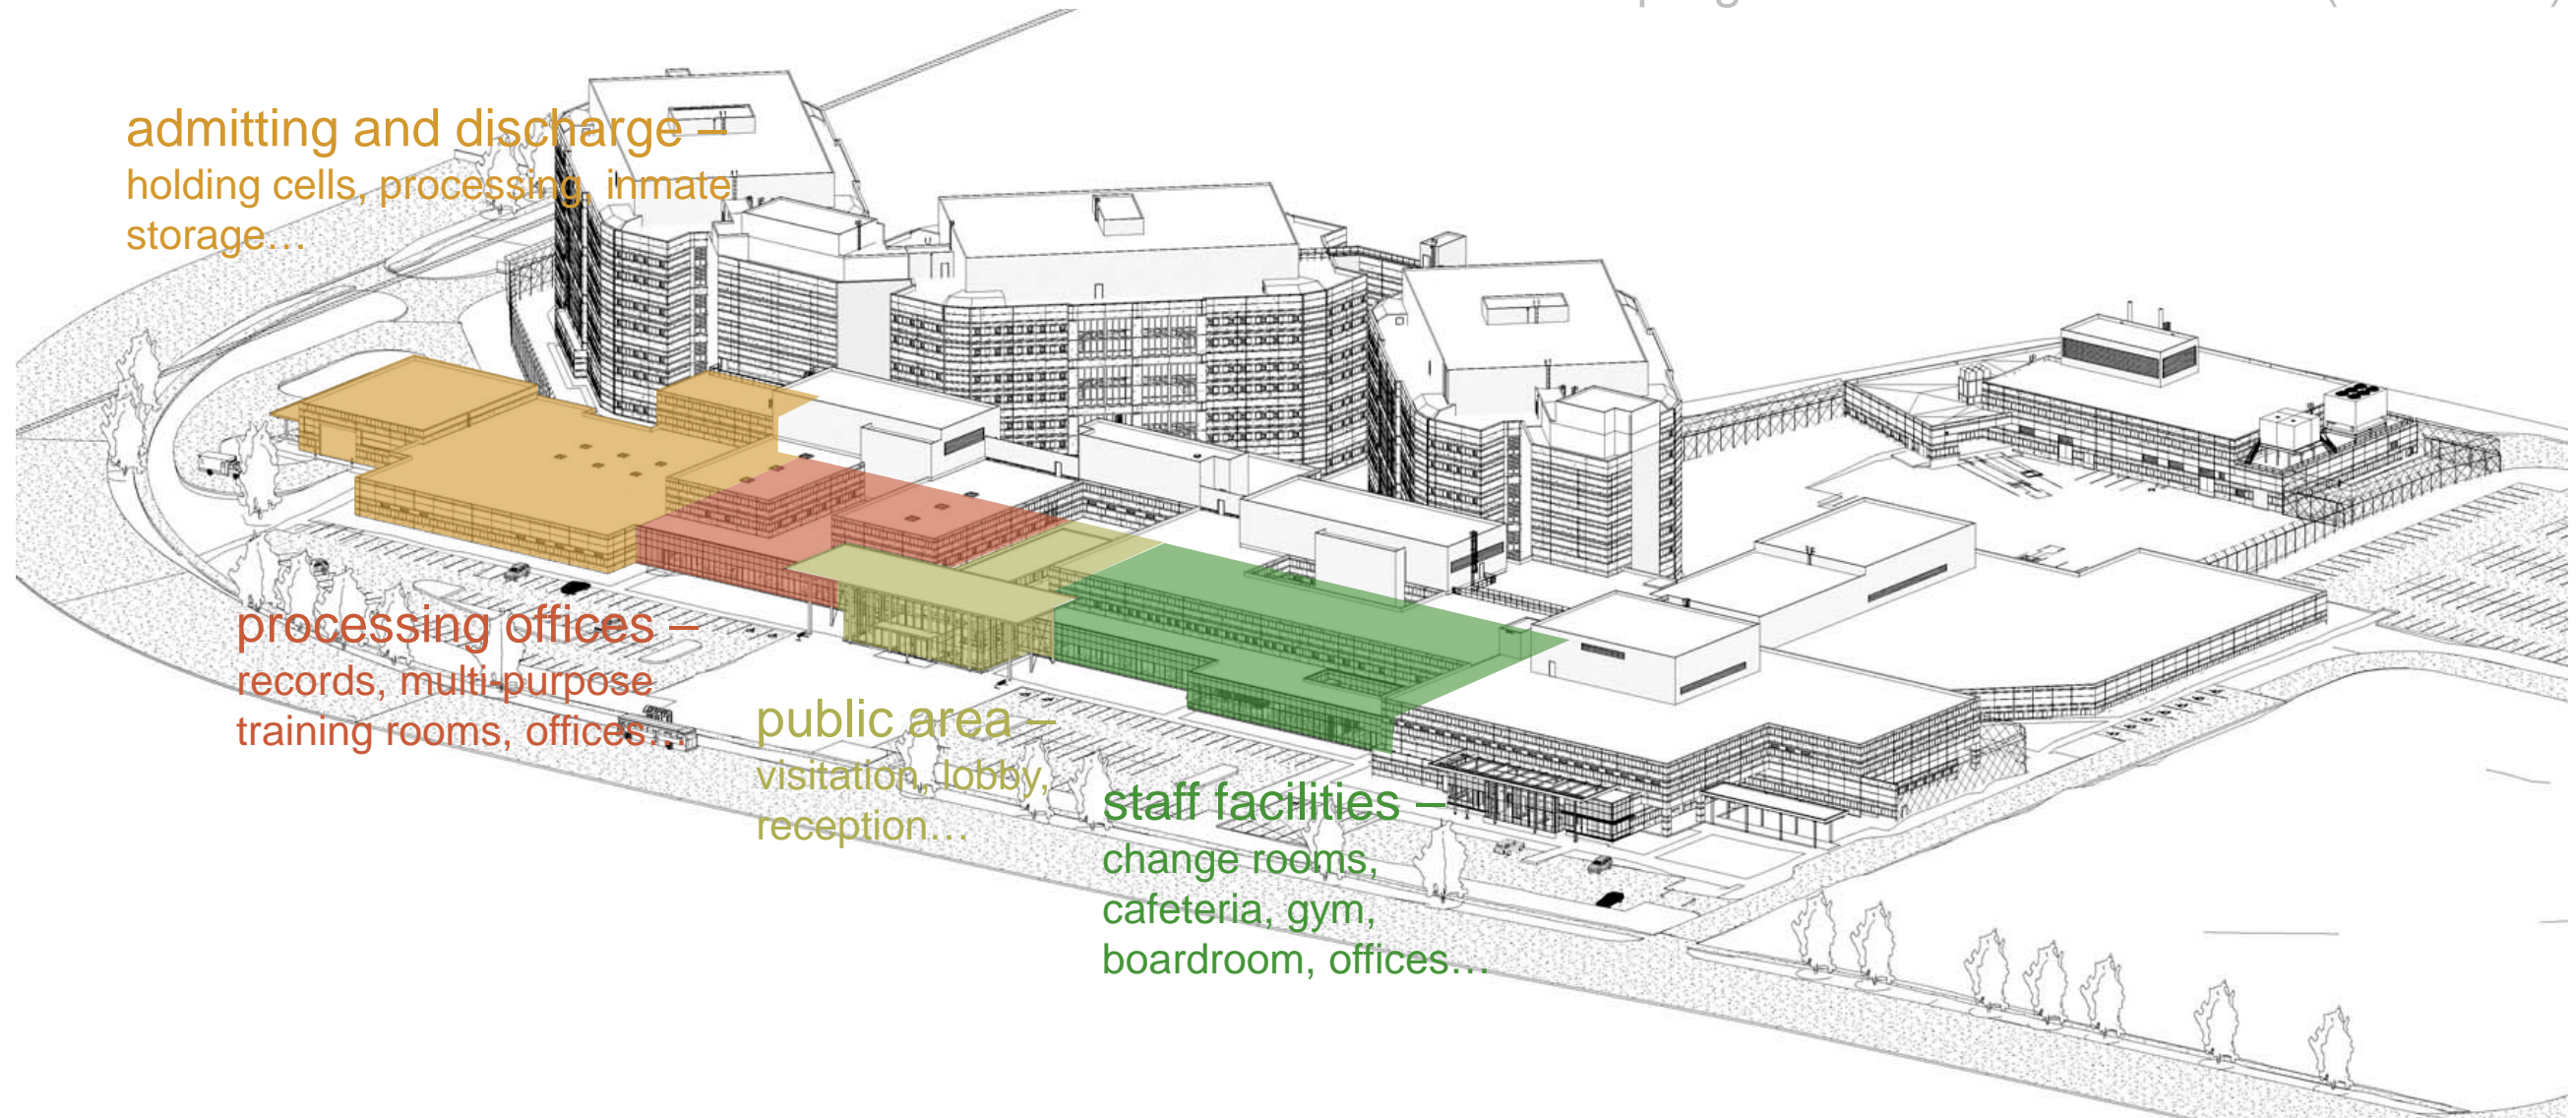 admitting and discharge –
holding cells, processing, inmate
storage…
processing offices –
records, multi-purpose
training rooms, offices…
public area –
visitation, lobby,
reception…
staff facilities –
change rooms,
cafeteria, gym,
boardroom, offices…